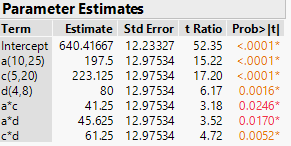 Parameter Estimates
Term Estimate Std Error t Ratio Prob>|t|
Intercept 640.41667 12.23327 52.35 <.0001*
a(10,25) 197.5 12.97534 15.22 <.0001*
c(5,20) 223.125 12.97534 17.20 <.0001*
d(4,8) 80 12.97534 6.17 0.0016*
a*c 41.25 12.97534 3.18 0.0246*
a*d 45.625 12.97534 3.52 0.0170*
c*d 61.25 12.97534 4.72 0.0052*